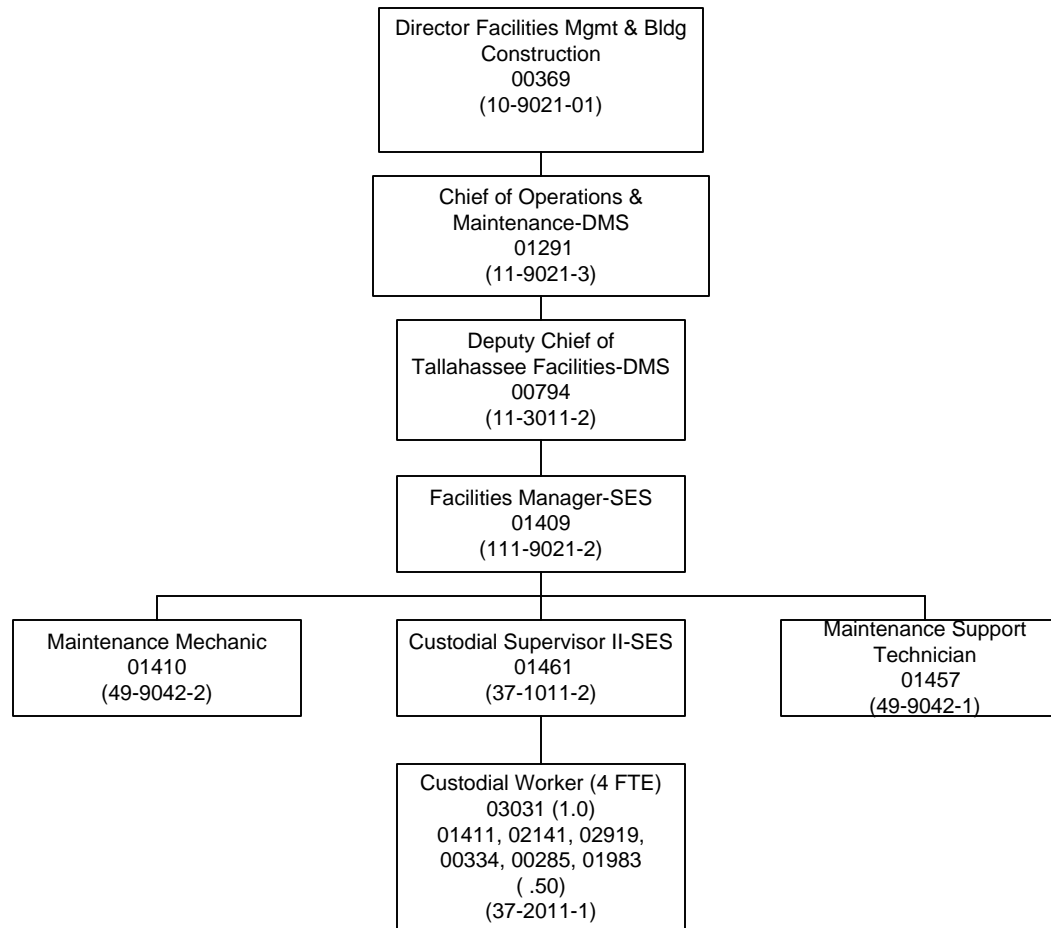 Director Facilities Mgmt & Bldg
Construction
00369
(10-9021-01)
Chief of Operations &
Maintenance-DMS
01291
(11-9021-3)
Deputy Chief of
Tallahassee Facilities-DMS
00794
(11-3011-2)
Facilities Manager-SES
01409
(111-9021-2)
Maintenance Mechanic
01410
(49-9042-2)
Custodial Supervisor II-SES
01461
(37-1011-2)
Maintenance Support
Technician
01457
(49-9042-1)
Custodial Worker (4 FTE)
03031 (1.0)
01411, 02141, 02919,
00334, 00285, 01983
( .50)
(37-2011-1)